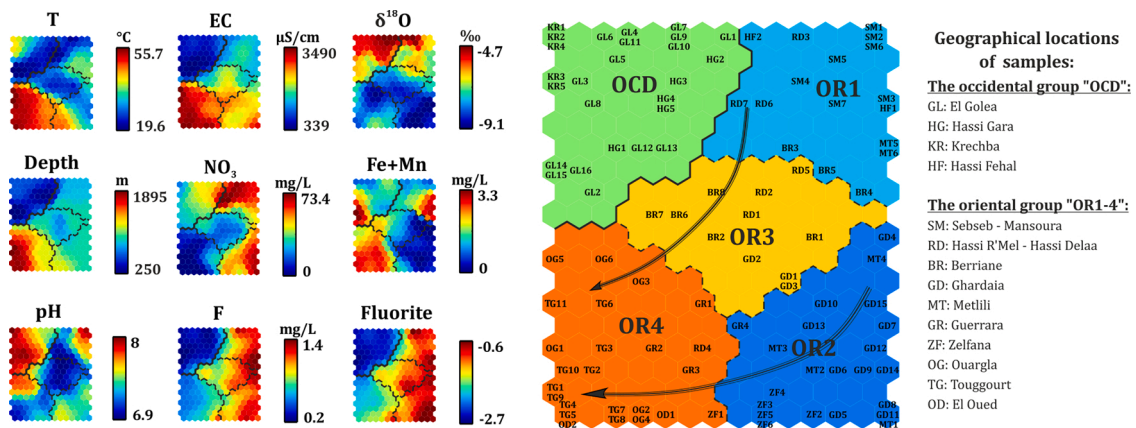 T
°C
55.7
19.6
EC
µS/cm
3490
339
δ¹⁸O
‰
-4.7
-9.1
Depth
m
1895
250
NO₃
mg/L
73.4
0
Fe+Mn
mg/L
3.3
0
pH
8
6.9
F
mg/L
1.4
0.2
Fluorite
-0.6
-2.7
KR1
KR2
KR4
GL6
GL4
GL11
GL7
GL9
GL10
GL1
HF2
RD3
SM1
SM2
SM6
GL5
HG2
SM5
KR3
KR5
GL3
OCD
HG3
SM4
OR1
GL8
HG4
HG5
RD7
RD6
SM7
SM3
HF1
HG1
GL12
GL13
BR3
MT5
MT6
GL14
GL15
GL16
RD5
BR5
GL2
BR8
RD2
BR4
BR7
BR6
RD1
BR2
OR3
BR1
GD4
OG5
OG6
GD2
MT4
OG3
GD1
GD3
TG11
TG6
GR1
GD10
GD15
OR4
GR4
GD13
GD7
OG1
TG3
GR2
RD4
MT3
OR2
GD12
TG10
TG2
GR3
MT2
GD6
GD9
GD14
TG1
TG9
ZF4
TG4
TG5
OD2
TG7
TG8
OG2
OG4
OD1
ZF1
ZF3
ZF5
ZF6
ZF2
GD5
GD8
GD11
MT1
Geographical locations
of samples:
The occidental group "OCD":
GL: El Golea
HG: Hassi Gara
KR: Krechba
HF: Hassi Fehal
The oriental group "OR1-4":
SM: Sebseb - Mansoura
RD: Hassi R'Mel - Hassi Delaa
BR: Berriane
GD: Ghardaia
MT: Metlili
GR: Guerrara
ZF: Zelfana
OG: Ouargla
TG: Touggourt
OD: El Oued